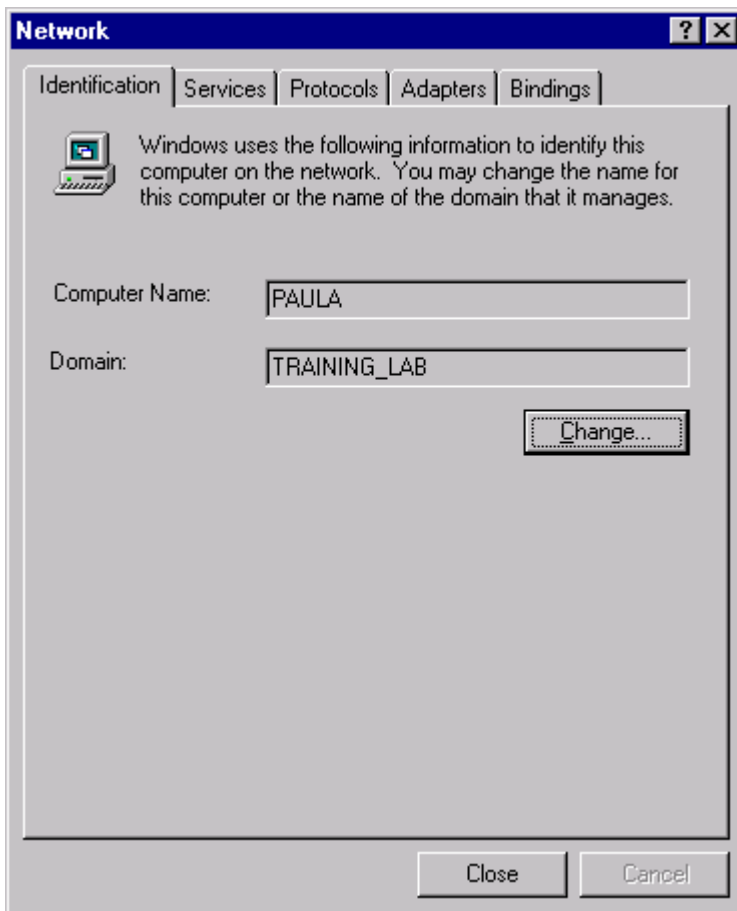 Network
Identification Services Protocols Adapters Bindings
Windows uses the following information to identify this
computer on the network. You may change the name for
this computer or the name of the domain that it manages.
Computer Name: PAULA
Domain: TRAINING_LAB
Change...
Close Cancel